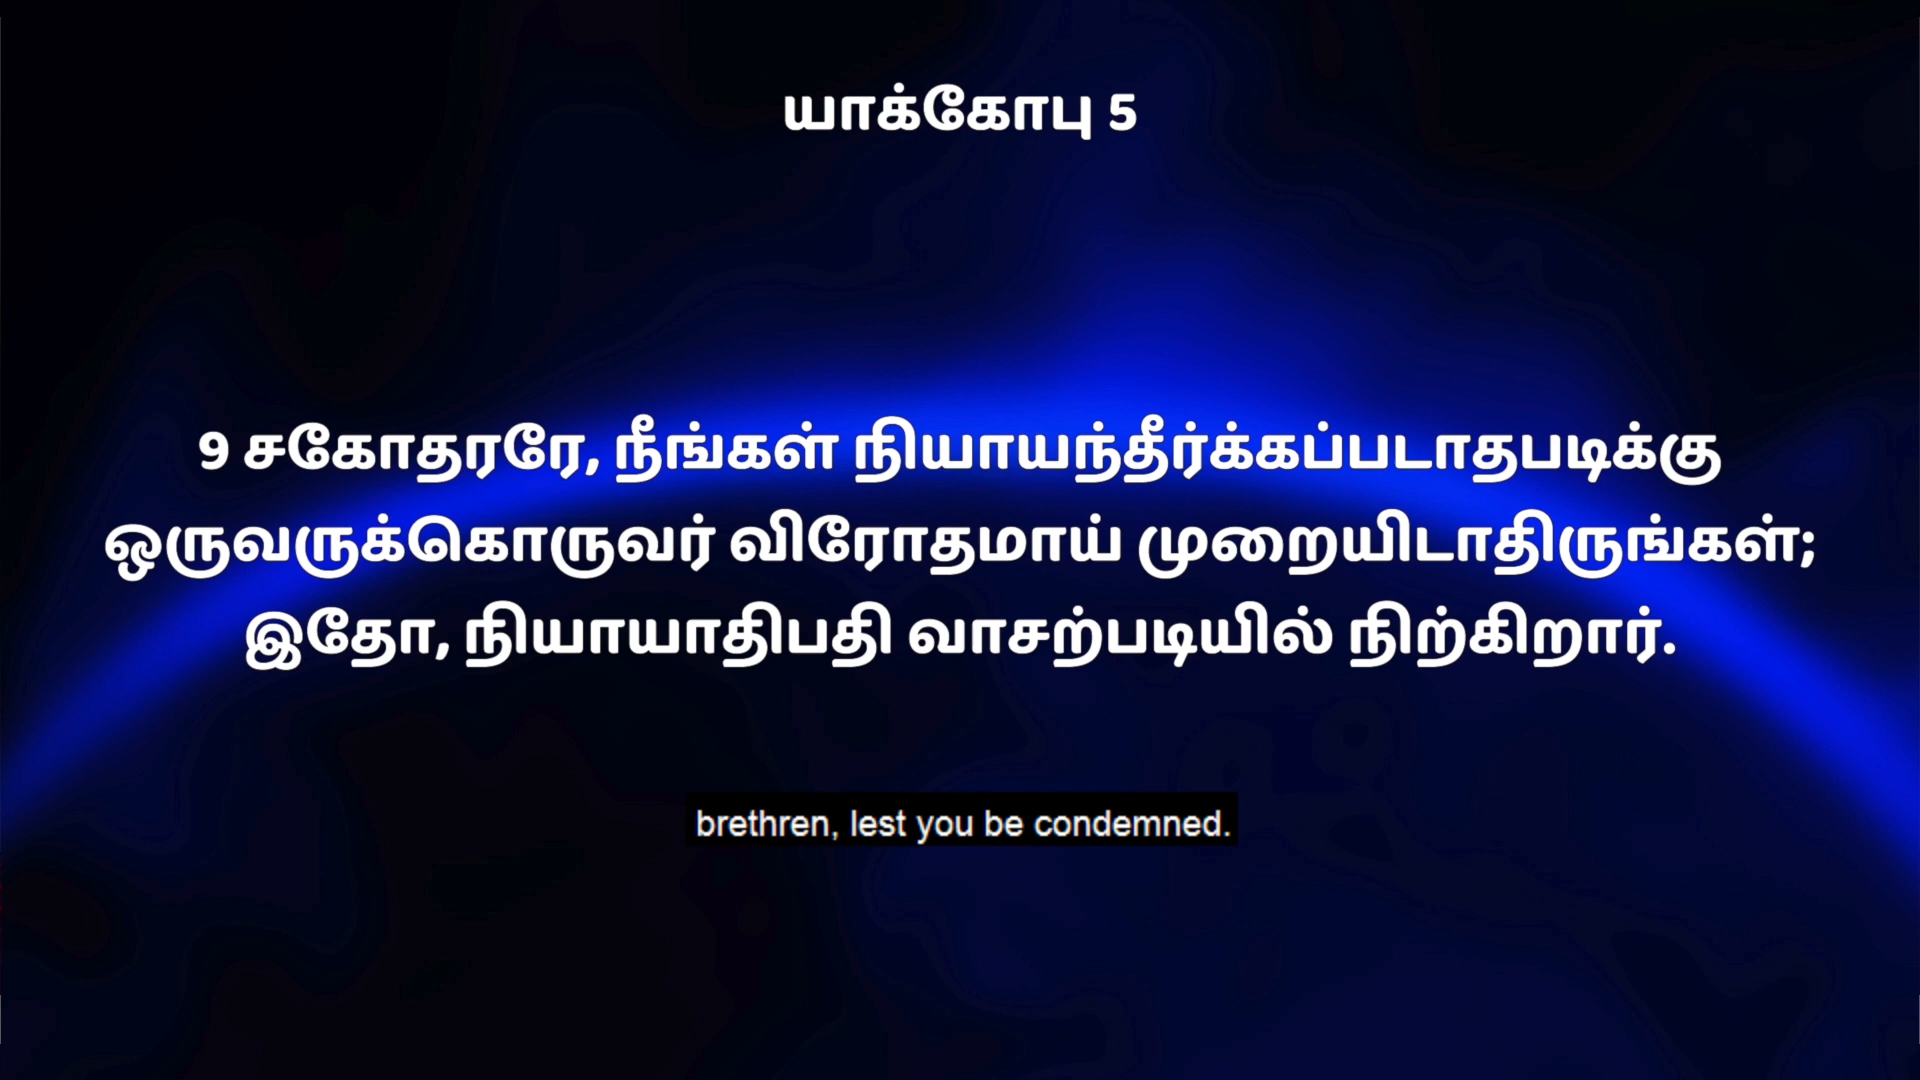 யாக்கோபு 5
9 சகோதரரே, நீங்கள் நியாயந்தீர்க்கப்படாதபடிக்கு
ஒருவருக்கொருவர் விரோதமாய் முறையிடாதிருங்கள்;
இதோ, நியாயாதிபதி வாசற்படியில் நிற்கிறார்.
brethren, lest you be condemned.